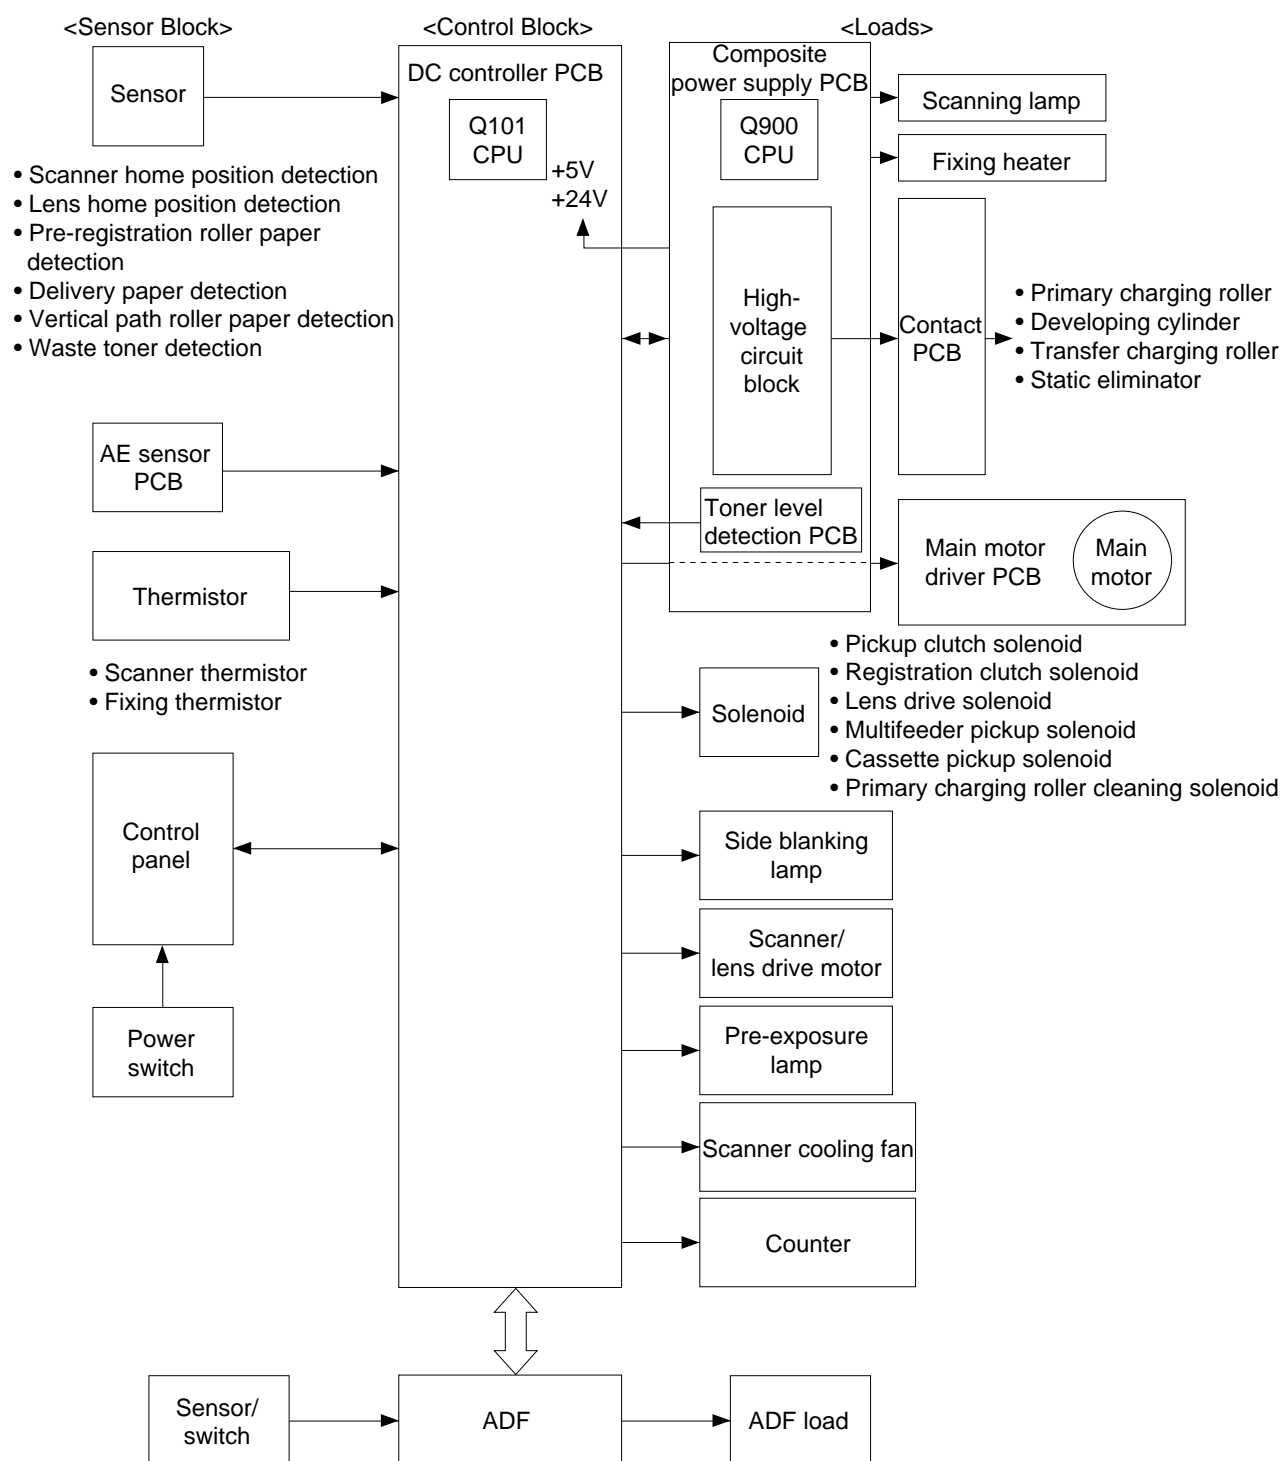 <Sensor Block>
<Control Block>
<Loads>
Sensor
• Scanner home position detection
• Lens home position detection
• Pre-registration roller paper
detection
• Delivery paper detection
• Vertical path roller paper detection
• Waste toner detection
AE sensor
PCB
Thermistor
• Scanner thermistor
• Fixing thermistor
Control
panel
Power
switch
DC controller PCB
Q101
CPU
+5V
+24V
Composite
power supply PCB
Q900
CPU
High-
voltage
circuit
block
Toner level
detection PCB
Scanning lamp
Fixing heater
Contact
PCB
• Primary charging roller
• Developing cylinder
• Transfer charging roller
• Static eliminator
Main motor
driver PCB
Main
motor
Solenoid
• Pickup clutch solenoid
• Registration clutch solenoid
• Lens drive solenoid
• Multifeeder pickup solenoid
• Cassette pickup solenoid
• Primary charging roller cleaning solenoid
Side blanking
lamp
Scanner/
lens drive motor
Pre-exposure
lamp
Scanner cooling fan
Counter
Sensor/
switch
ADF
ADF load